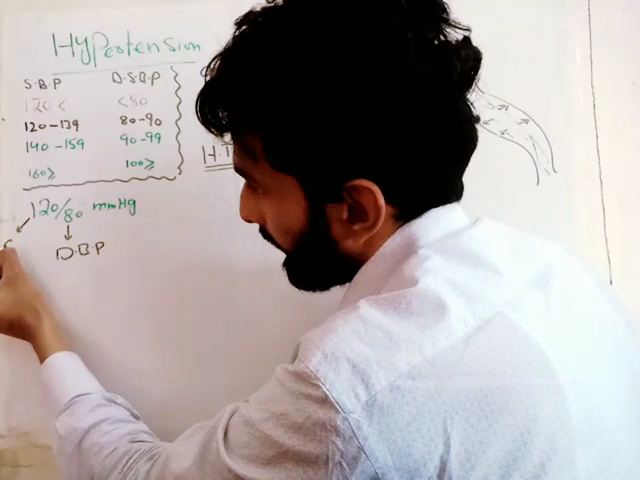 Hypertension
S.B.P D.S.B.P
120< <80
120-139 80-90
140-159 90-99
160≥ 100≥
120/80 mmHg
D.B.P